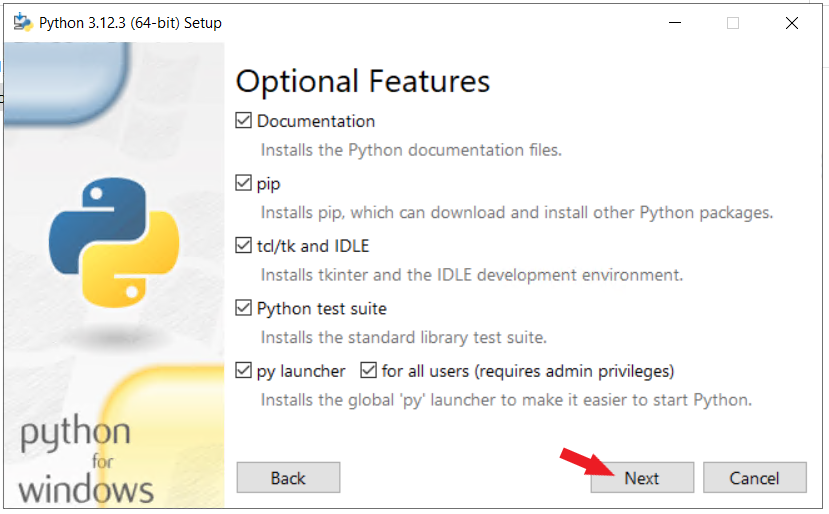 Python 3.12.3 (64-bit) Setup
Optional Features
Documentation
Installs the Python documentation files.
pip
Installs pip, which can download and install other Python packages.
tcl/tk and IDLE
Installs tkinter and the IDLE development environment.
Python test suite
Installs the standard library test suite.
py launcher for all users (requires admin privileges)
Installs the global 'py' launcher to make it easier to start Python.
python
for
windows
Back Next Cancel